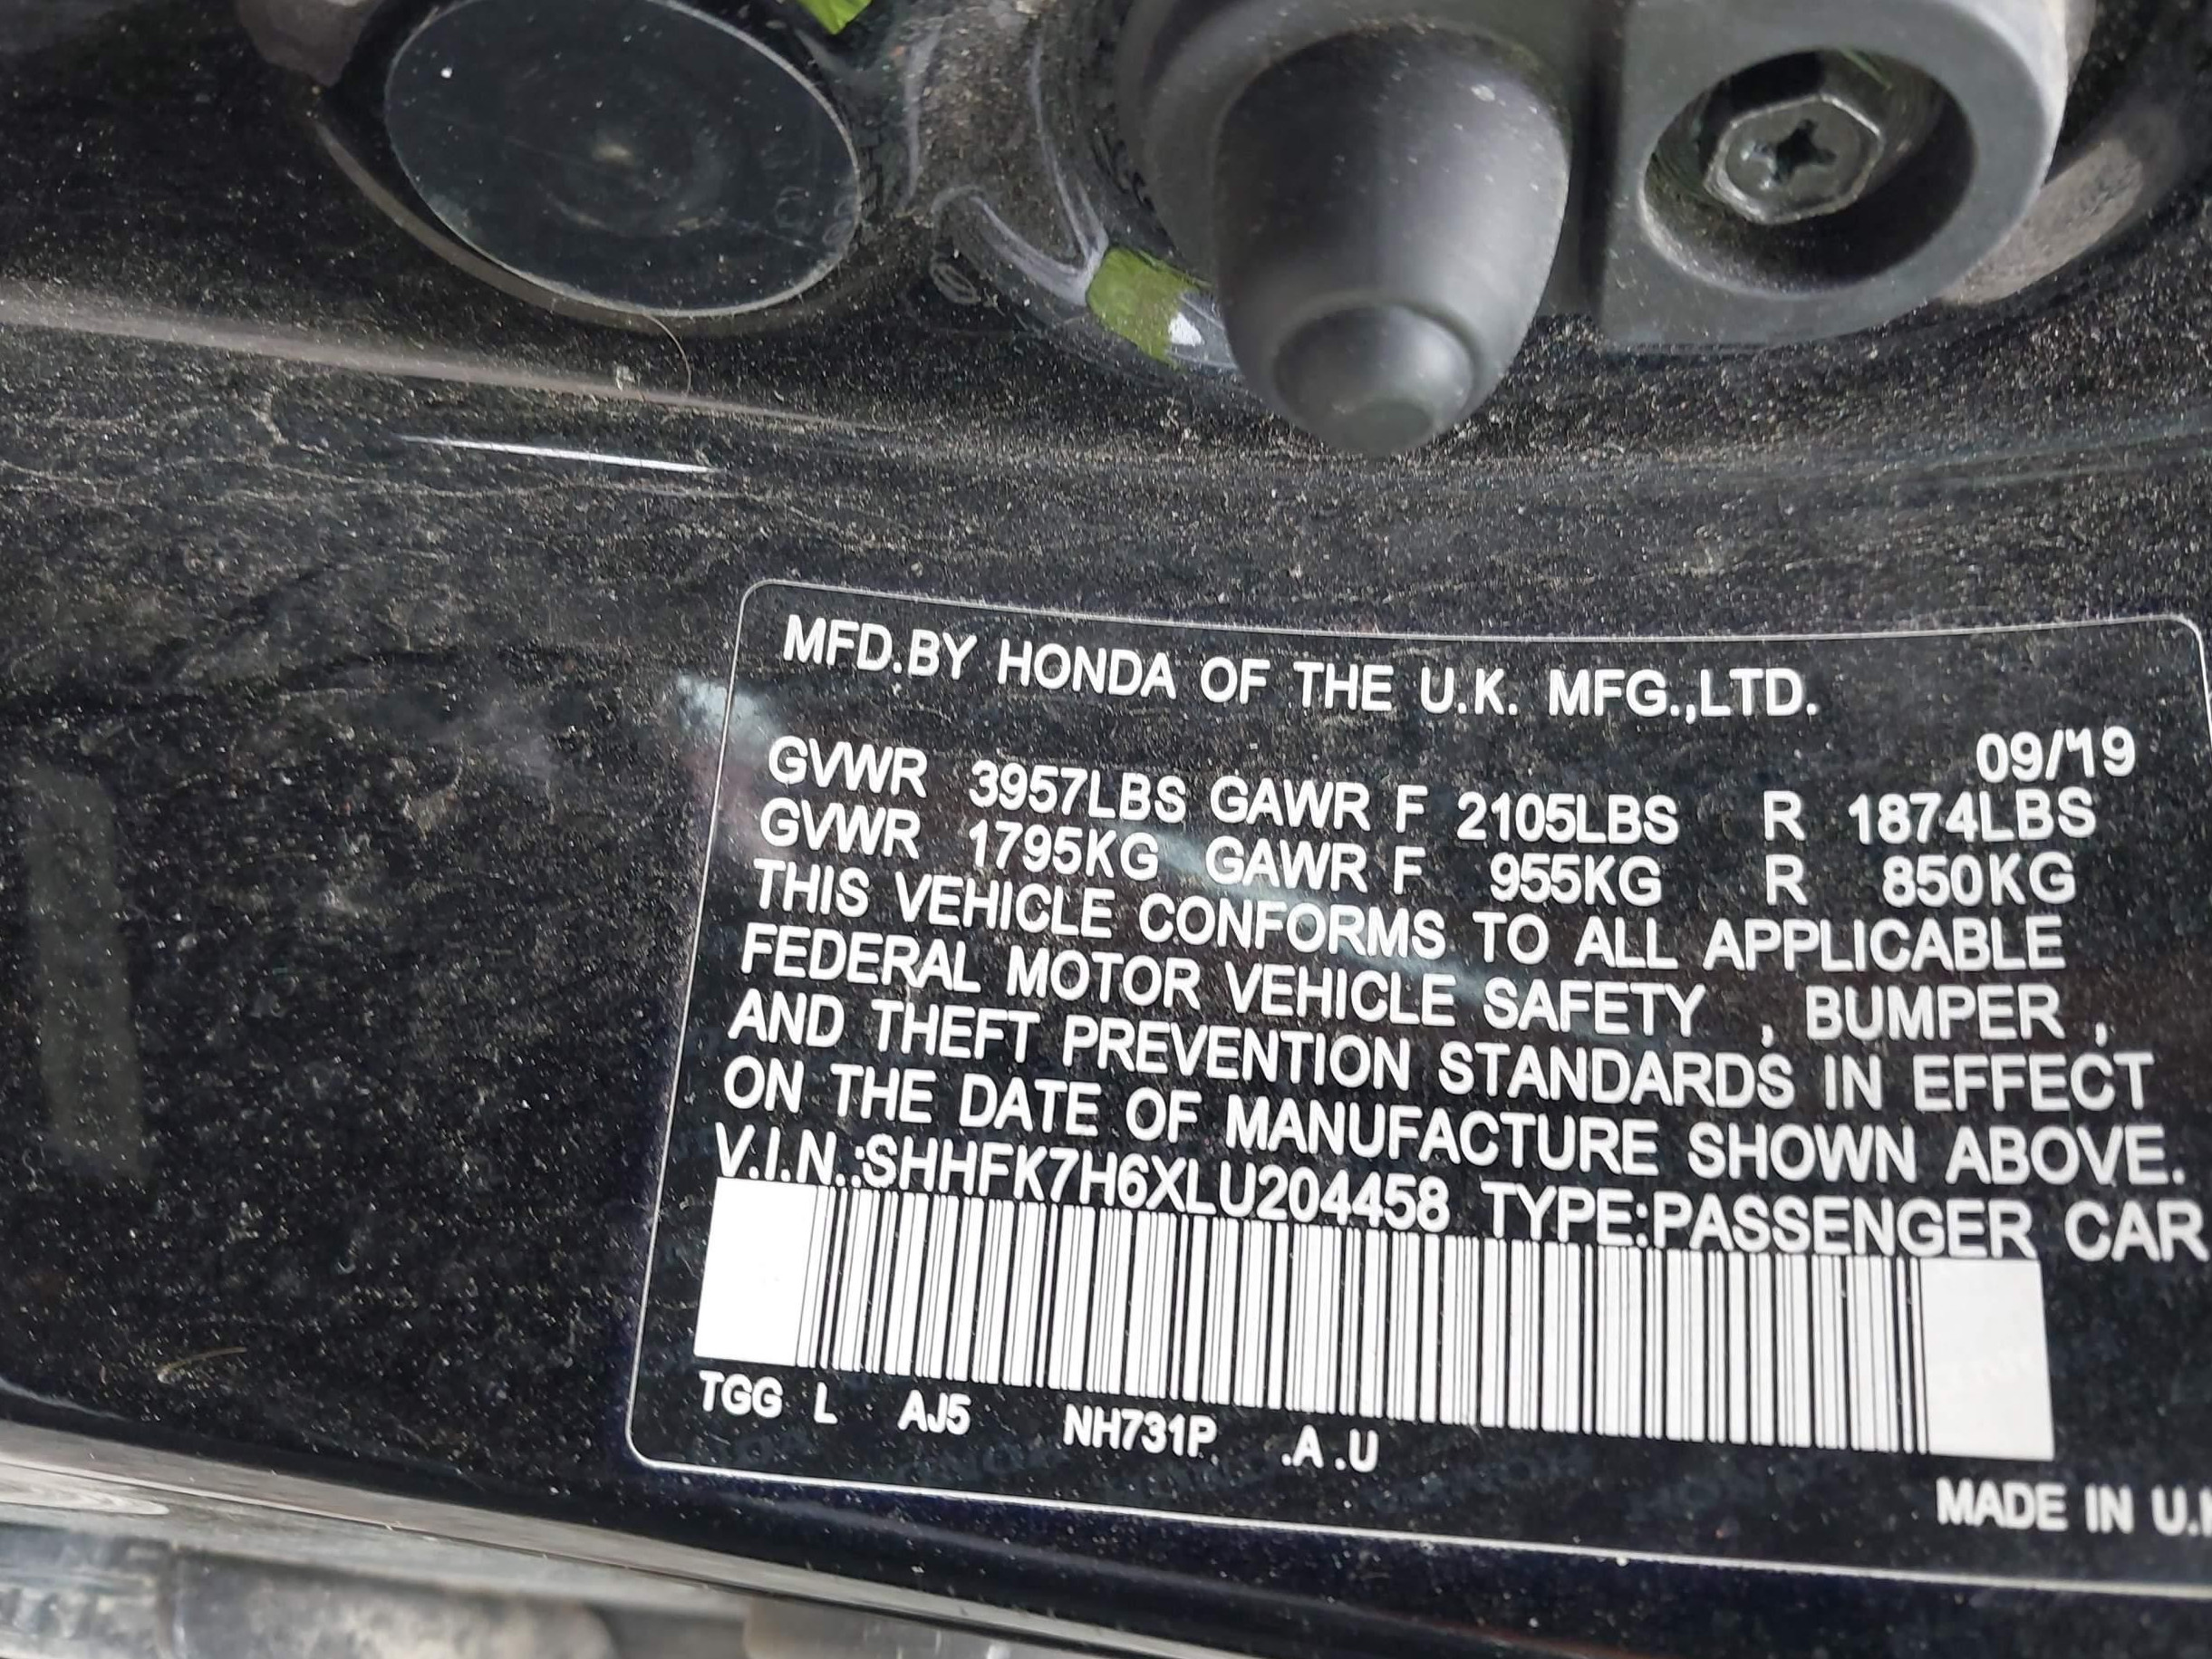 MFD.BY HONDA OF THE U.K. MFG.,LTD.
09/'19
GVWR 3957LBS GAWR F 2105LBS R 1874LBS
GVWR 1795KG GAWR F 955KG R 850KG
THIS VEHICLE CONFORMS TO ALL APPLICABLE
FEDERAL MOTOR VEHICLE SAFETY , BUMPER ,
AND THEFT PREVENTION STANDARDS IN EFFECT
ON THE DATE OF MANUFACTURE SHOWN ABOVE.
V.I.N.:SHHFK7H6XLU204458 TYPE:PASSENGER CAR
TGG L AJ5 NH731P .A .U
MADE IN U.